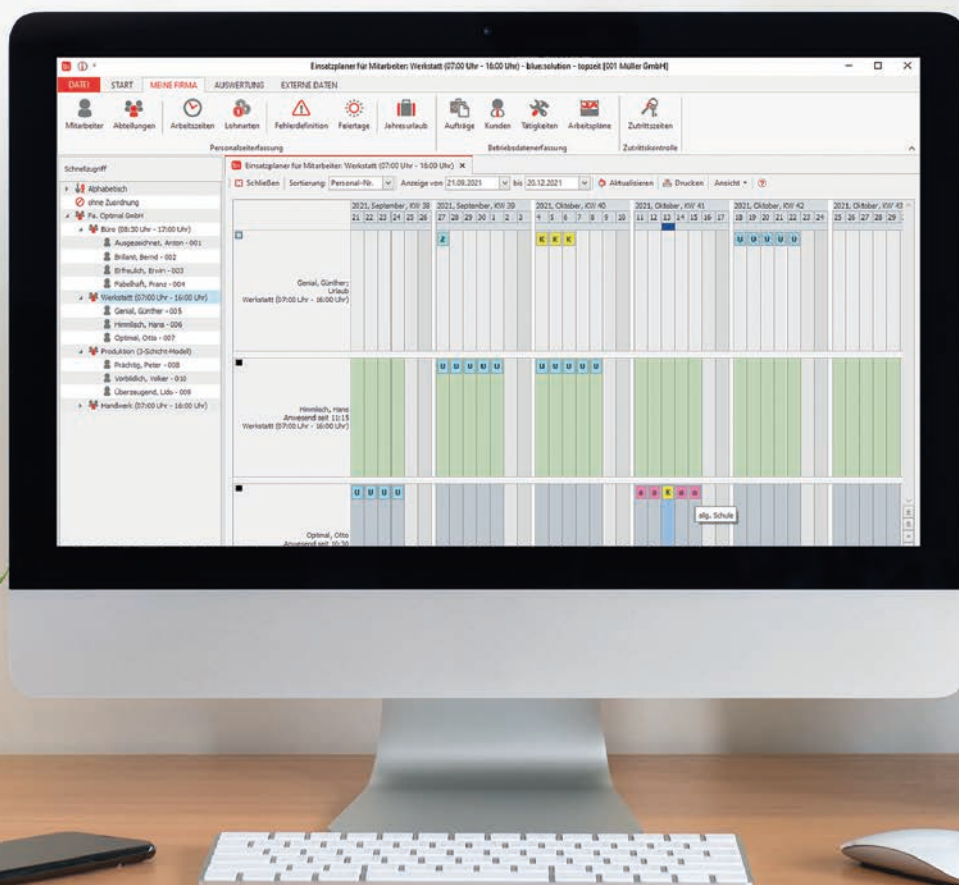 Einsatzplaner für Mitarbeiter: Werkstatt (07:00 Uhr - 16:00 Uhr) - blue:solution - topzeit [001 Müller GmbH]
DATEI START MEINE FIRMA AUSWERTUNG EXTERNE DATEN
Mitarbeiter Abteilungen Arbeitszeiten Lohnarten Fehlerdefinition Feiertage Jahresurlaub Aufträge Kunden Tätigkeiten Arbeitspläne Zutrittszeiten
Personalzeiterfassung Betriebsdatenerfassung Zutrittskontrolle
Schnellzugriff
Einsatzplaner für Mitarbeiter: Werkstatt (07:00 Uhr - 16:00 Uhr)
Schließen Sortierung: Personal-Nr. Anzeige von 21.09.2021 bis 20.12.2021 Aktualisieren Drucken Ansicht
Alphabetisch
ohne Zuordnung
Fa. Optimal GmbH
Büro (08:30 Uhr - 17:00 Uhr)
Ausgezeichnet, Anton - 001
Brillant, Bernd - 002
Erfreulich, Erwin - 003
Fabelhaft, Franz - 004
Werkstatt (07:00 Uhr - 16:00 Uhr)
Genial, Günther - 005
Himmlisch, Hans - 006
Optimal, Otto - 007
Produktion (3-Schicht-Modell)
Prächtig, Peter - 008
Vorbildich, Volker - 010
Überzeugend, Udo - 009
Handwerk (07:00 Uhr - 16:00 Uhr)
2021, September, KW 38 2021, September, KW 39 2021, Oktober, KW 40 2021, Oktober, KW 41 2021, Oktober, KW 42 2021, Oktober, KW 43
21 22 23 24 25 26 27 28 29 30 1 2 3 4 5 6 7 8 9 10 11 12 13 14 15 16 17 18 19 20 21 22 23 24 25 26 27 28 29 30
Z K K K U U U U U
Genial, Günther;
Urlaub
Werkstatt (07:00 Uhr - 16:00 Uhr)
U U U U U U U U U U
Himmlisch, Hans
Anwesend seit 11:15
Werkstatt (07:00 Uhr - 16:00 Uhr)
U U U U a a K a a
alg. Schule
Optimal, Otto
Anwesend seit 10:30